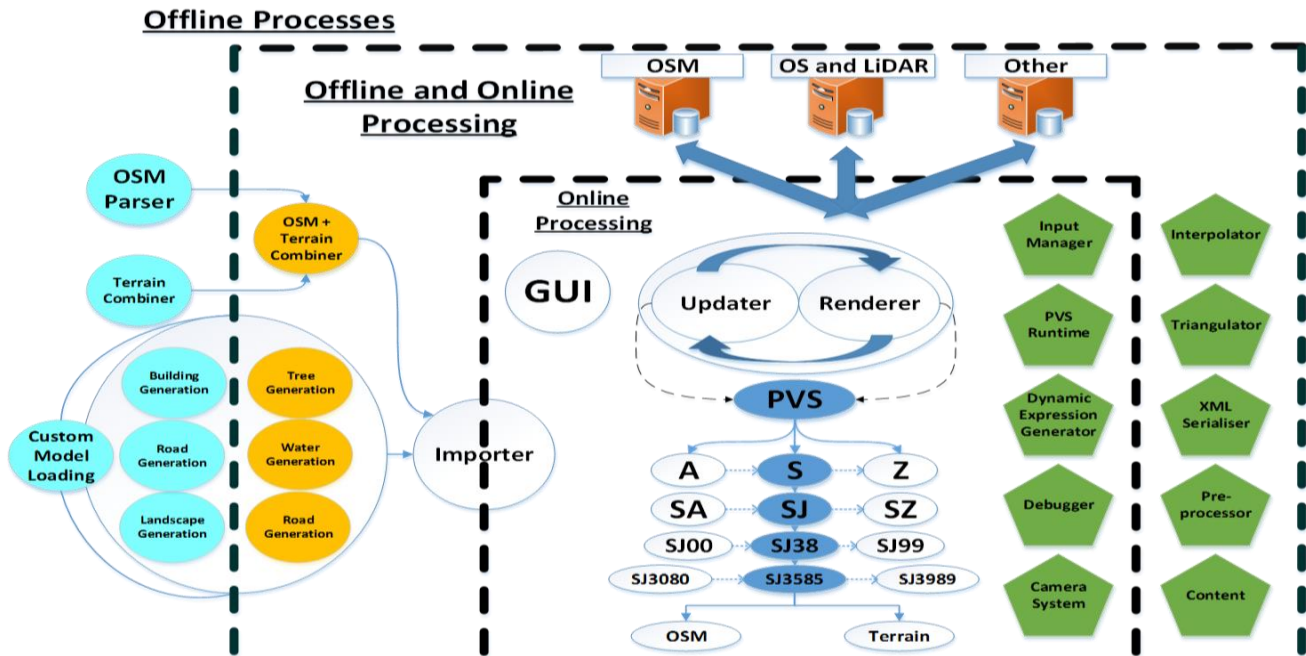 Offline Processes
Offline and Online
Processing
OSM
OS and LiDAR
Other
OSM
Parser
OSM +
Terrain
Combiner
Terrain
Combiner
Online
Processing
GUI
Updater
Renderer
Input
Manager
Interpolator
PVS
Runtime
Triangulator
Building
Generation
Tree
Generation
PVS
Dynamic
Expression
Generator
XML
Serialiser
Custom
Model
Loading
Road
Generation
Water
Generation
Importer
A
S
Z
SA
SJ
SZ
Debugger
Pre-
processor
Landscape
Generation
Road
Generation
SJ00
SJ38
SJ99
SJ3080
SJ3585
SJ3989
Camera
System
Content
OSM
Terrain